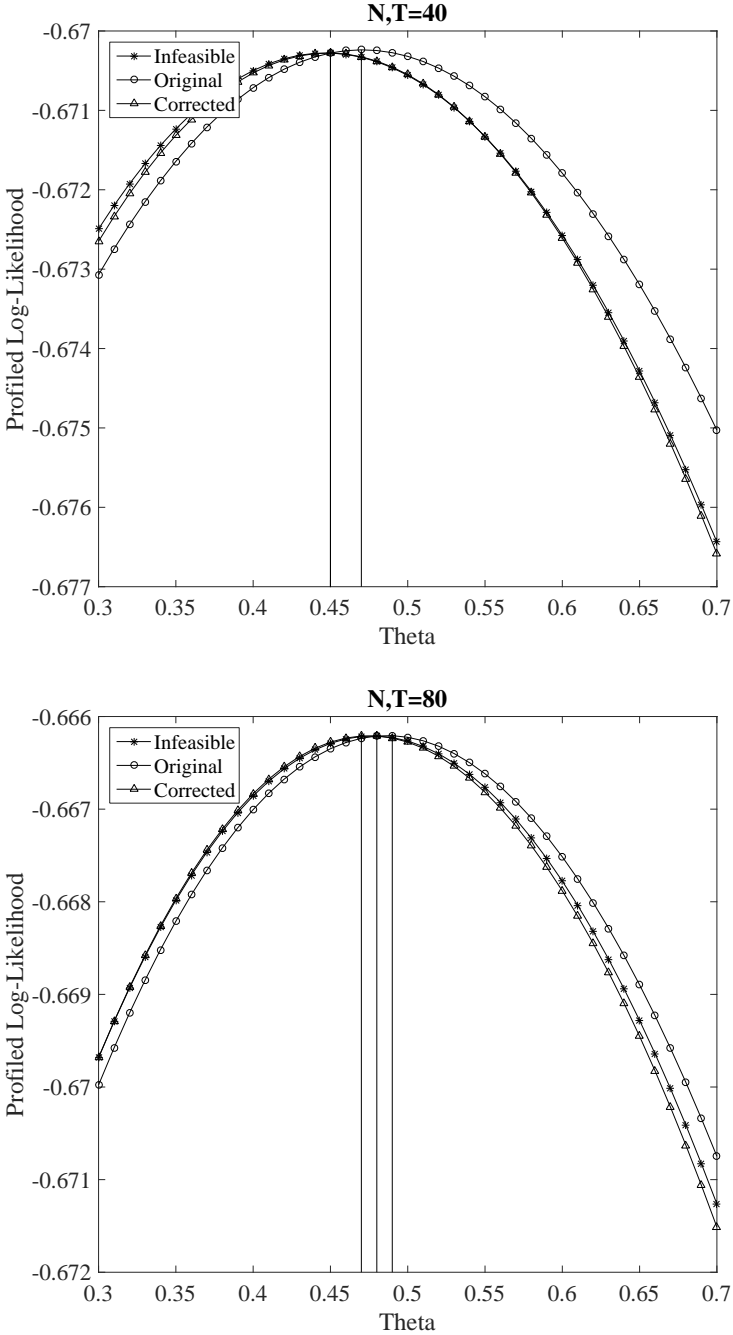 N,T=40
-0.67
-0.671
-0.672
-0.673
-0.674
-0.675
-0.676
-0.677
Profiled Log-Likelihood
Infeasible
Original
Corrected
0.3
0.35
0.4
0.45
0.5
0.55
0.6
0.65
0.7
Theta
N,T=80
-0.666
-0.667
-0.668
-0.669
-0.67
-0.671
-0.672
Profiled Log-Likelihood
Infeasible
Original
Corrected
0.3
0.35
0.4
0.45
0.5
0.55
0.6
0.65
0.7
Theta